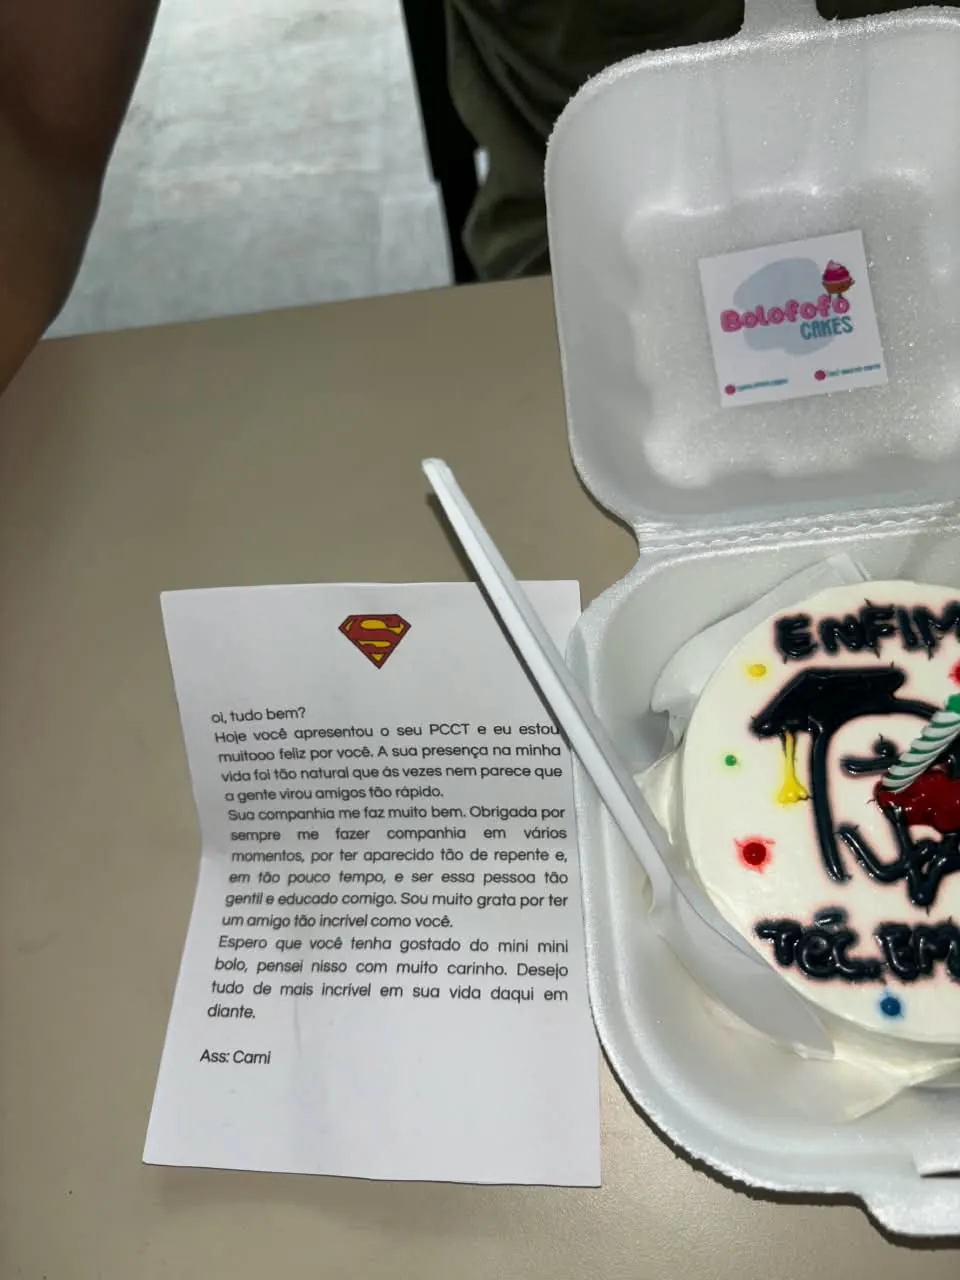 Bolofofo
CAKES
oi, tudo bem?
Hoje você apresentou o seu PCCT e eu estou
muitooo feliz por você. A sua presença na minha
vida foi tão natural que ás vezes nem parece que
a gente virou amigos tão rápido.
Sua companhia me faz muito bem. Obrigada por
sempre me fazer companhia em vários
momentos, por ter aparecido tão de repente e,
em tão pouco tempo, e ser essa pessoa tão
gentil e educado comigo. Sou muito grata por ter
um amigo tão incrível como você.
Espero que você tenha gostado do mini mini
bolo, pensei nisso com muito carinho. Desejo
tudo de mais incrível em sua vida daqui em
diante.
Ass: Cami
ENFIM
TÉC. EM